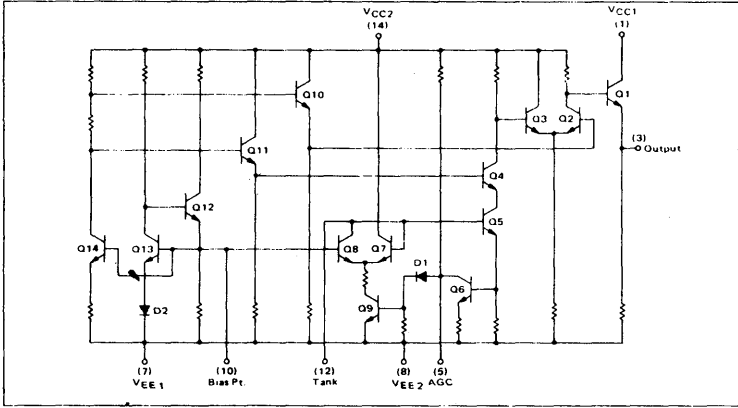 VCC2
(14)
VCC1
(1)
Q10
Q1
Q3
Q2
(3)
Output
Q11
Q4
Q12
Q5
Q14
Q13
Q8
Q7
D1
Q6
D2
Q9
(7)
VEE1
(10)
Bias Pt.
(12)
Tank
(8)
VEE2
(5)
AGC